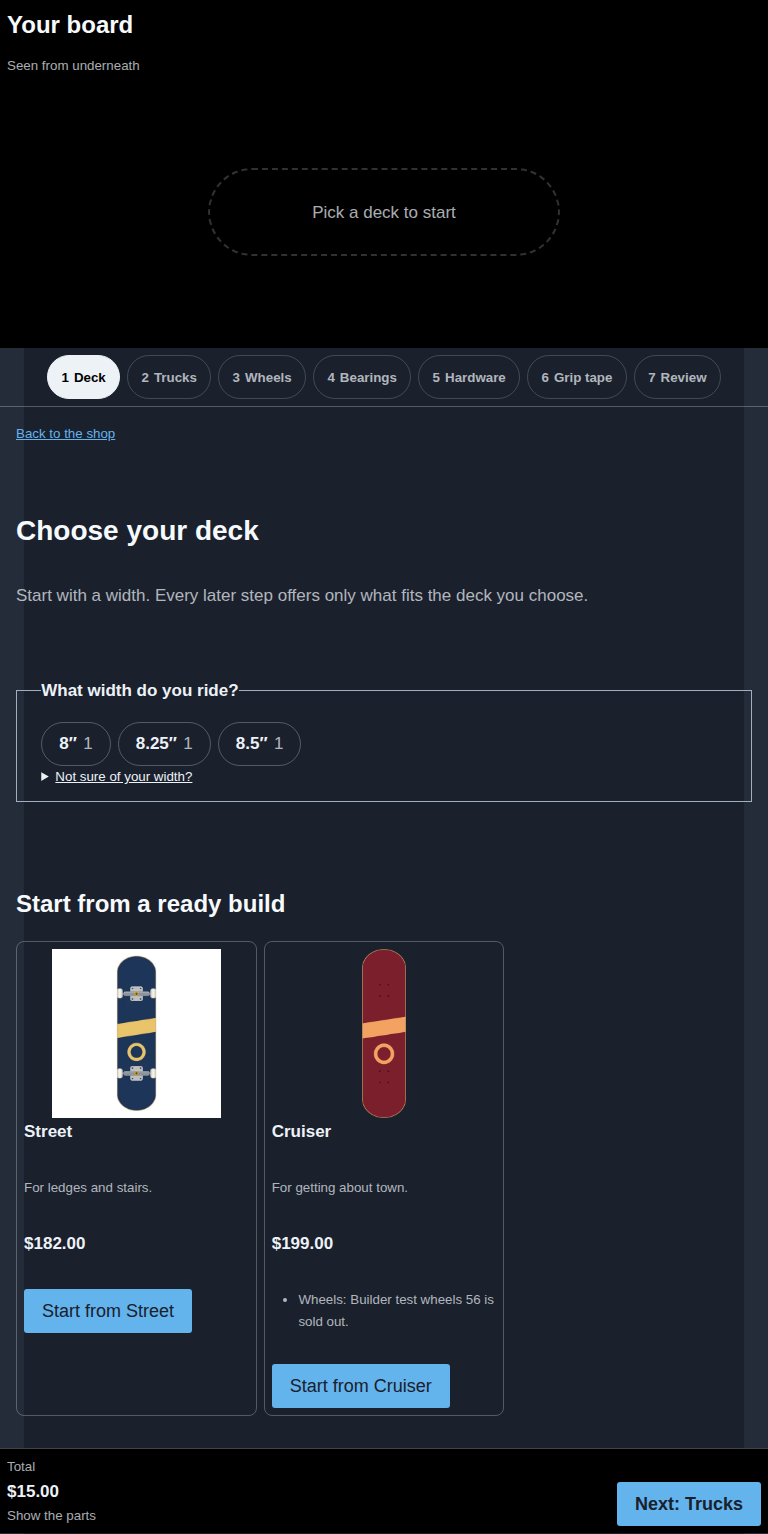 Your board
Seen from underneath
Pick a deck to start
1 Deck
2 Trucks
3 Wheels
4 Bearings
5 Hardware
6 Grip tape
7 Review
Back to the shop
Choose your deck
Start with a width. Every later step offers only what fits the deck you choose.
What width do you ride?
8″ 1
8.25″ 1
8.5″ 1
Not sure of your width?
Start from a ready build
Street
For ledges and stairs.
$182.00
Start from Street
Cruiser
For getting about town.
$199.00
Wheels: Builder test wheels 56 is
sold out.
Start from Cruiser
Total
$15.00
Show the parts
Next: Trucks